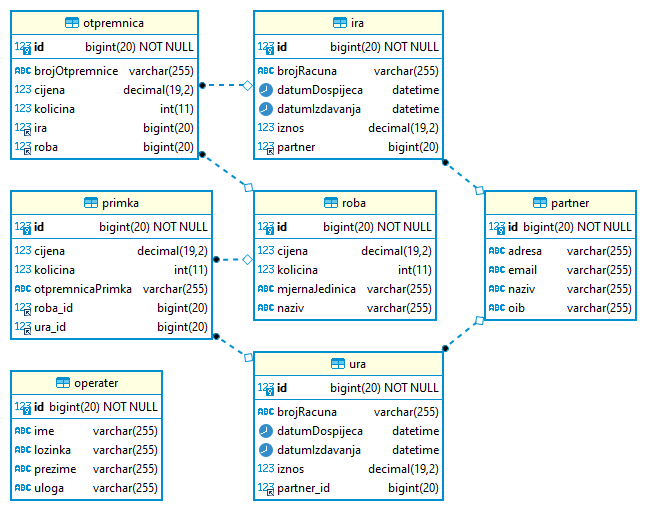 otpremnica
123 id bigint(20) NOT NULL
ABC brojOtpremnice varchar(255)
123 cijena decimal(19,2)
123 kolicina int(11)
123 ira bigint(20)
123 roba bigint(20)
ira
123 id bigint(20) NOT NULL
ABC brojRacuna varchar(255)
datumDospijeca datetime
datumIzdavanja datetime
123 iznos decimal(19,2)
123 partner bigint(20)
primka
123 id bigint(20) NOT NULL
123 cijena decimal(19,2)
123 kolicina int(11)
ABC otpremnicaPrimka varchar(255)
123 roba_id bigint(20)
123 ura_id bigint(20)
roba
123 id bigint(20) NOT NULL
123 cijena decimal(19,2)
123 kolicina int(11)
ABC mjernaJedinica varchar(255)
ABC naziv varchar(255)
partner
123 id bigint(20) NOT NULL
ABC adresa varchar(255)
ABC email varchar(255)
ABC naziv varchar(255)
ABC oib varchar(255)
operater
123 id bigint(20) NOT NULL
ABC ime varchar(255)
ABC lozinka varchar(255)
ABC prezime varchar(255)
ABC uloga varchar(255)
ura
123 id bigint(20) NOT NULL
ABC brojRacuna varchar(255)
datumDospijeca datetime
datumIzdavanja datetime
123 iznos decimal(19,2)
123 partner_id bigint(20)